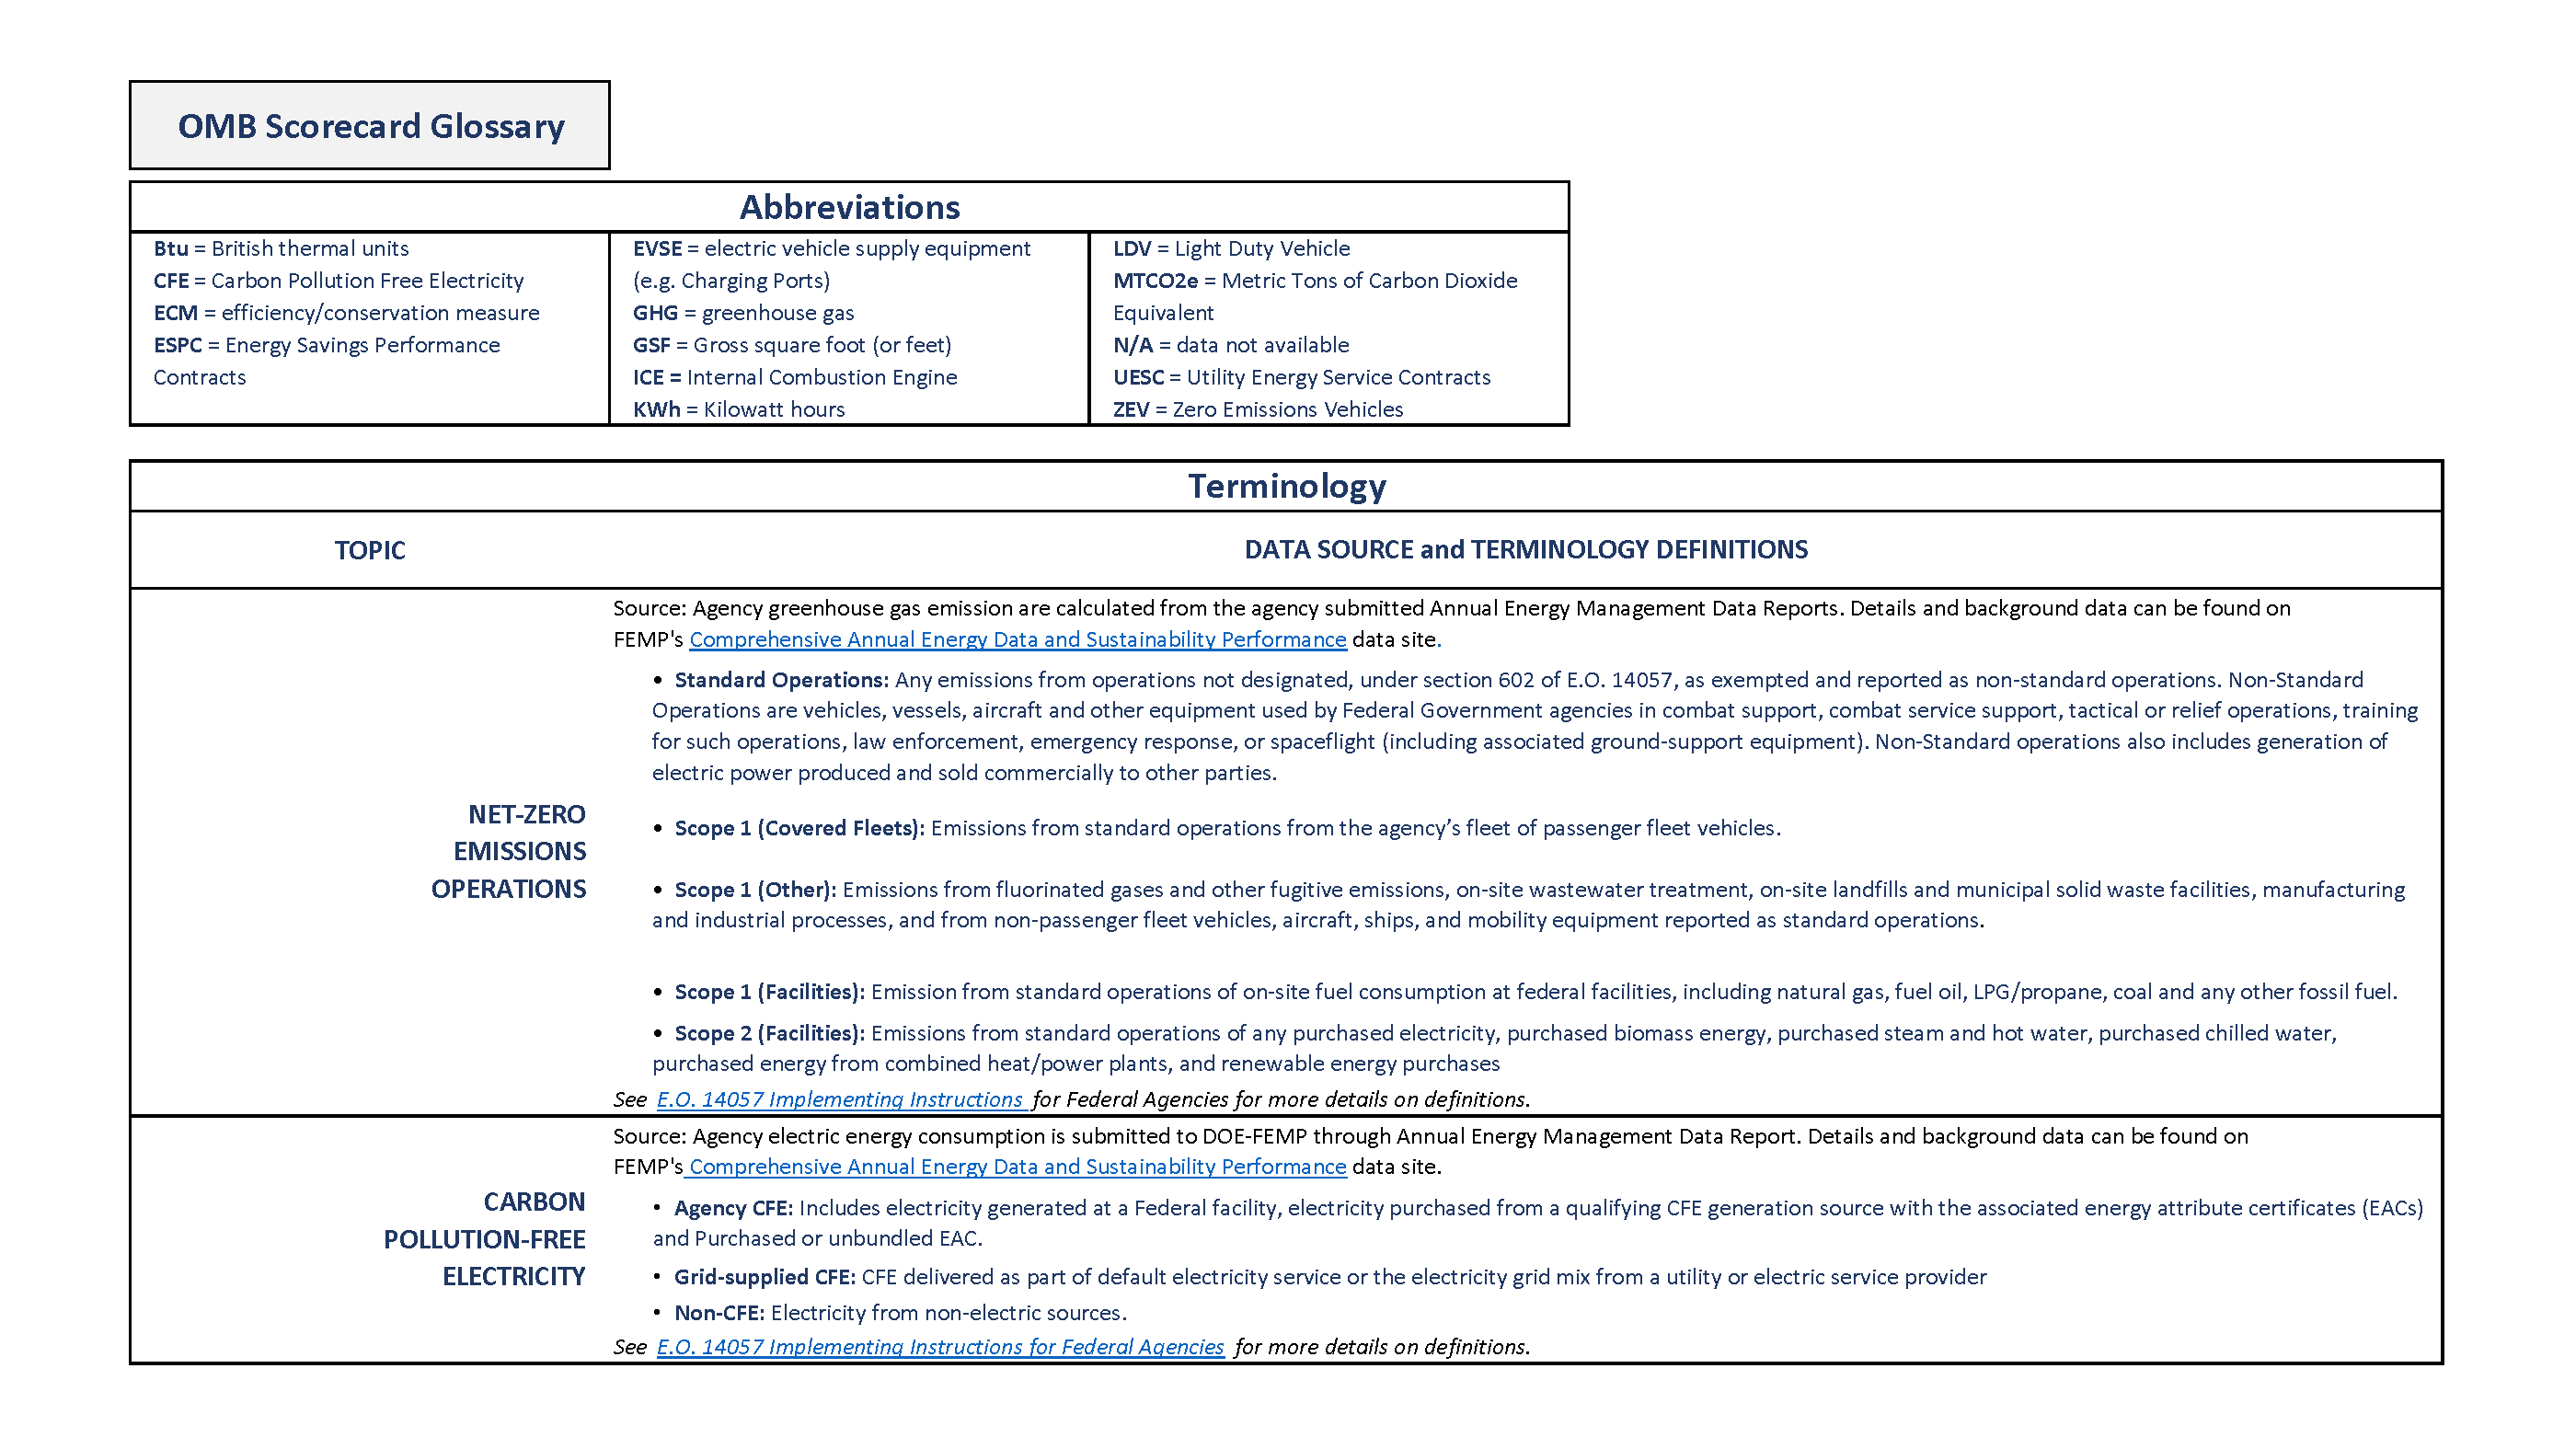 OMB Scorecard Glossary
Abbreviations
Btu = British thermal units
CFE = Carbon Pollution Free Electricity
ECM = efficiency/conservation measure
ESPC = Energy Savings Performance
Contracts
EVSE = electric vehicle supply equipment
(e.g. Charging Ports)
GHG = greenhouse gas
GSF = Gross square foot (or feet)
ICE = Internal Combustion Engine
KWh = Kilowatt hours
LDV = Light Duty Vehicle
MTCO2e = Metric Tons of Carbon Dioxide
Equivalent
N/A = data not available
UESC = Utility Energy Service Contracts
ZEV = Zero Emissions Vehicles
Terminology
TOPIC
DATA SOURCE and TERMINOLOGY DEFINITIONS
NET-ZERO
EMISSIONS
OPERATIONS
Source: Agency greenhouse gas emission are calculated from the agency submitted Annual Energy Management Data Reports. Details and background data can be found on
FEMP's Comprehensive Annual Energy Data and Sustainability Performance data site.
• Standard Operations: Any emissions from operations not designated, under section 602 of E.O. 14057, as exempted and reported as non-standard operations. Non-Standard
Operations are vehicles, vessels, aircraft and other equipment used by Federal Government agencies in combat support, combat service support, tactical or relief operations, training
for such operations, law enforcement, emergency response, or spaceflight (including associated ground-support equipment). Non-Standard operations also includes generation of
electric power produced and sold commercially to other parties.
• Scope 1 (Covered Fleets): Emissions from standard operations from the agency’s fleet of passenger fleet vehicles.
• Scope 1 (Other): Emissions from fluorinated gases and other fugitive emissions, on-site wastewater treatment, on-site landfills and municipal solid waste facilities, manufacturing
and industrial processes, and from non-passenger fleet vehicles, aircraft, ships, and mobility equipment reported as standard operations.
• Scope 1 (Facilities): Emission from standard operations of on-site fuel consumption at federal facilities, including natural gas, fuel oil, LPG/propane, coal and any other fossil fuel.
• Scope 2 (Facilities): Emissions from standard operations of any purchased electricity, purchased biomass energy, purchased steam and hot water, purchased chilled water,
purchased energy from combined heat/power plants, and renewable energy purchases
See E.O. 14057 Implementing Instructions for Federal Agencies for more details on definitions.
CARBON
POLLUTION-FREE
ELECTRICITY
Source: Agency electric energy consumption is submitted to DOE-FEMP through Annual Energy Management Data Report. Details and background data can be found on
FEMP's Comprehensive Annual Energy Data and Sustainability Performance data site.
• Agency CFE: Includes electricity generated at a Federal facility, electricity purchased from a qualifying CFE generation source with the associated energy attribute certificates (EACs)
and Purchased or unbundled EAC.
• Grid-supplied CFE: CFE delivered as part of default electricity service or the electricity grid mix from a utility or electric service provider
• Non-CFE: Electricity from non-electric sources.
See E.O. 14057 Implementing Instructions for Federal Agencies for more details on definitions.